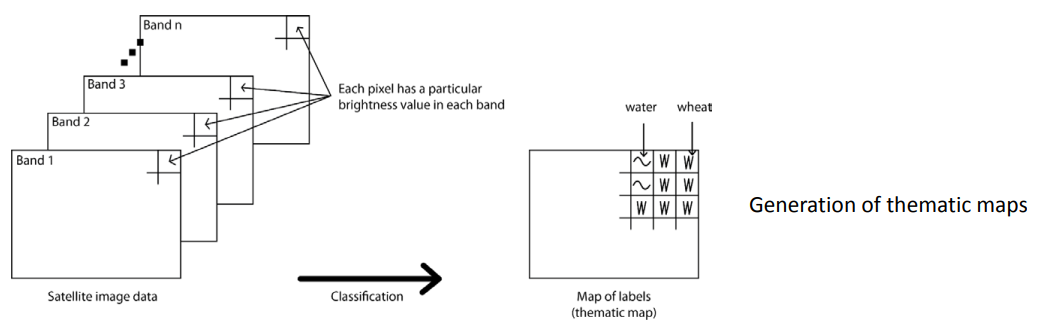 Band n
Band 3
Band 2
Band 1
Each pixel has a particular
brightness value in each band
water
wheat
~ W W
~ W W
W W W
Generation of thematic maps
Satellite image data
Classification
Map of labels
(thematic map)